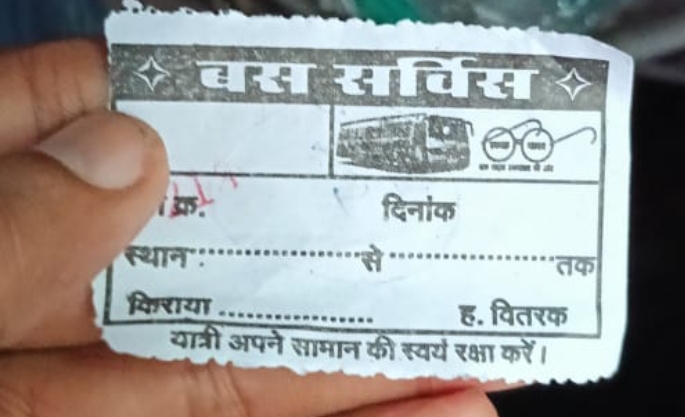 बस सर्विस
क्र. दिनांक
स्थान ................ से ................ तक
किराया ................ ह. वितरक
यात्री अपने सामान की स्वयं रक्षा करें।